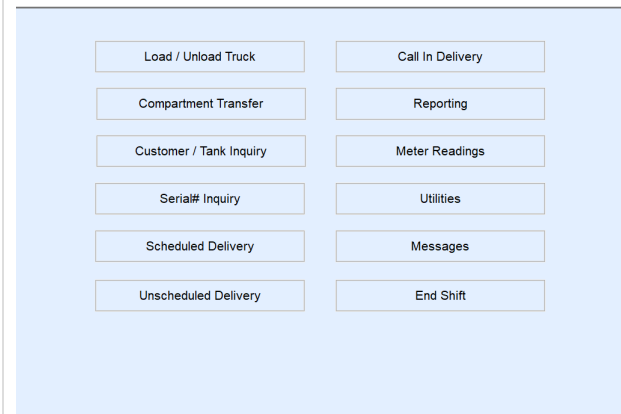 Load / Unload Truck
Call In Delivery
Compartment Transfer
Reporting
Customer / Tank Inquiry
Meter Readings
Serial# Inquiry
Utilities
Scheduled Delivery
Messages
Unscheduled Delivery
End Shift